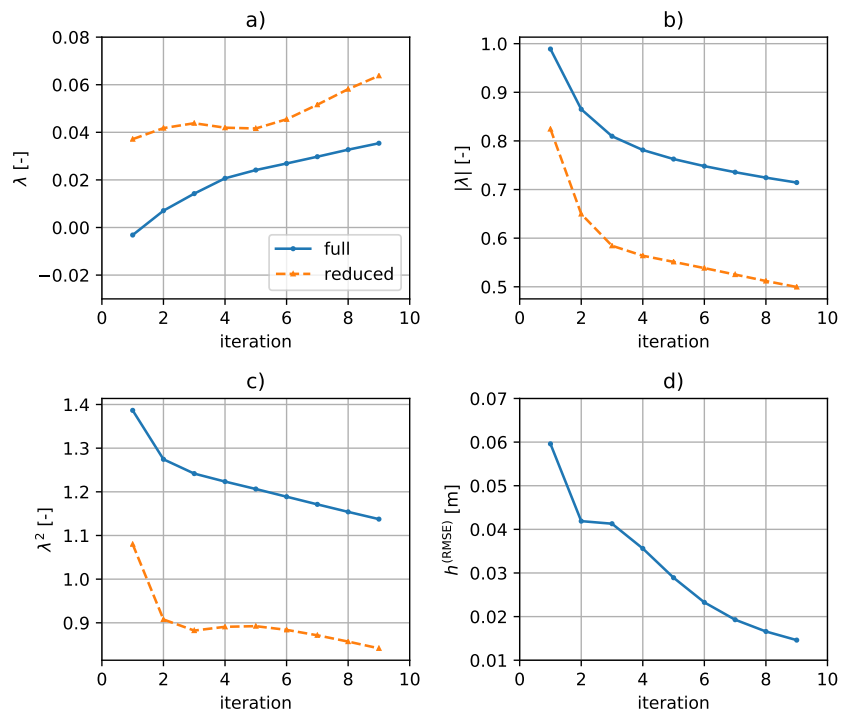 a)
0.08
0.06
0.04
0.02
0.00
−0.02
λ [-]
0 2 4 6 8 10
iteration
full
reduced
b)
1.0
0.9
0.8
0.7
0.6
0.5
|λ| [-]
0 2 4 6 8 10
iteration
c)
1.4
1.3
1.2
1.1
1.0
0.9
λ² [-]
0 2 4 6 8 10
iteration
d)
0.07
0.06
0.05
0.04
0.03
0.02
0.01
h⁽ᴿᴹˢᴱ⁾ [m]
0 2 4 6 8 10
iteration